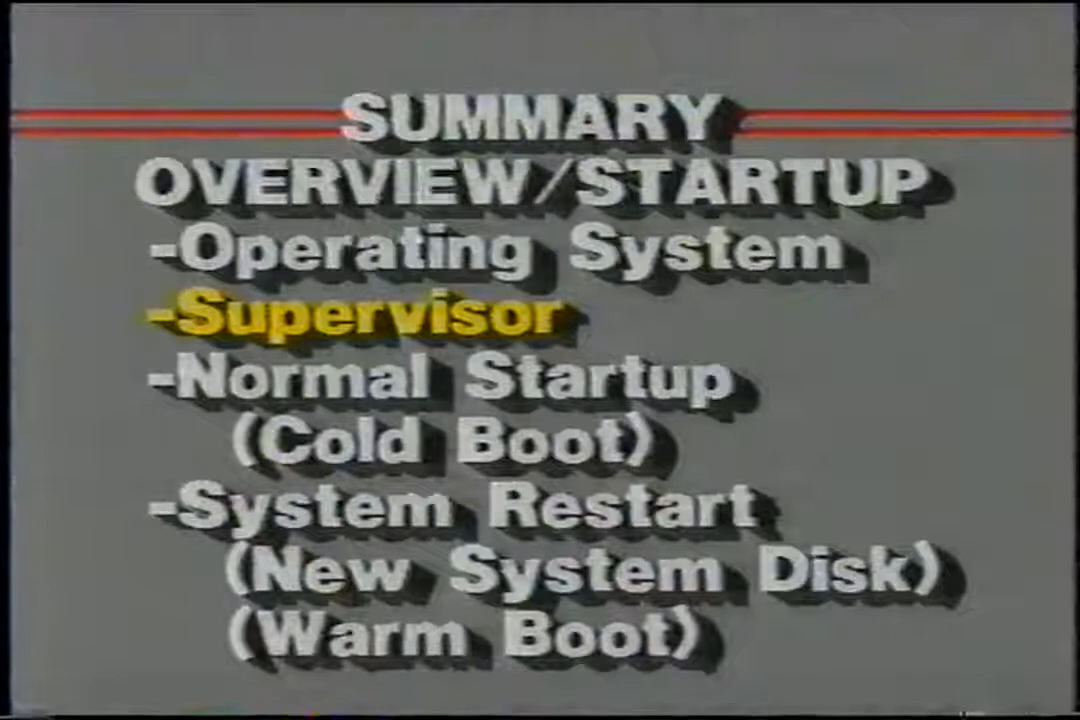 SUMMARY
OVERVIEW/STARTUP
-Operating System
-Supervisor
-Normal Startup
(Cold Boot)
-System Restart
(New System Disk)
(Warm Boot)